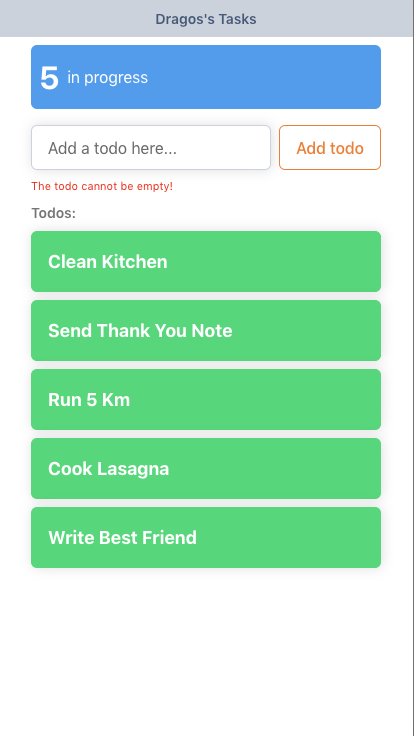 Dragos's Tasks
5 in progress
Add a todo here... Add todo
The todo cannot be empty!
Todos:
Clean Kitchen
Send Thank You Note
Run 5 Km
Cook Lasagna
Write Best Friend